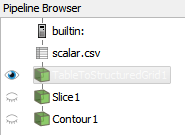 Pipeline Browser
builtin:
scalar.csv
TableToStructuredGrid1
Slice1
Contour1